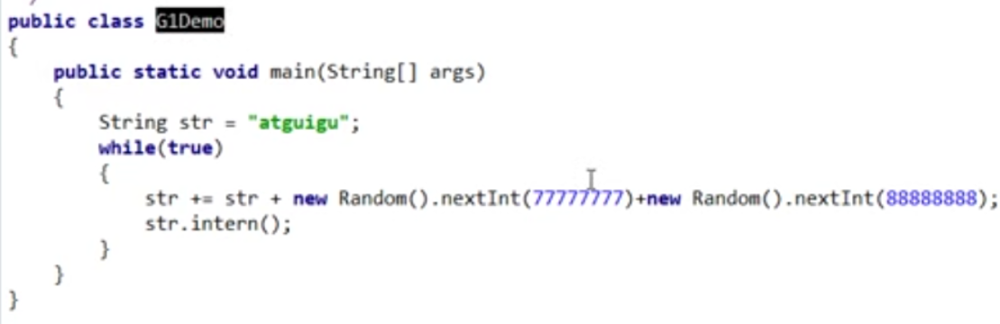 public class G1Demo
{
    public static void main(String[] args)
    {
        String str = "atguigu";
        while(true)
        {
            str += str + new Random().nextInt(77777777)+new Random().nextInt(88888888);
            str.intern();
        }
    }
}